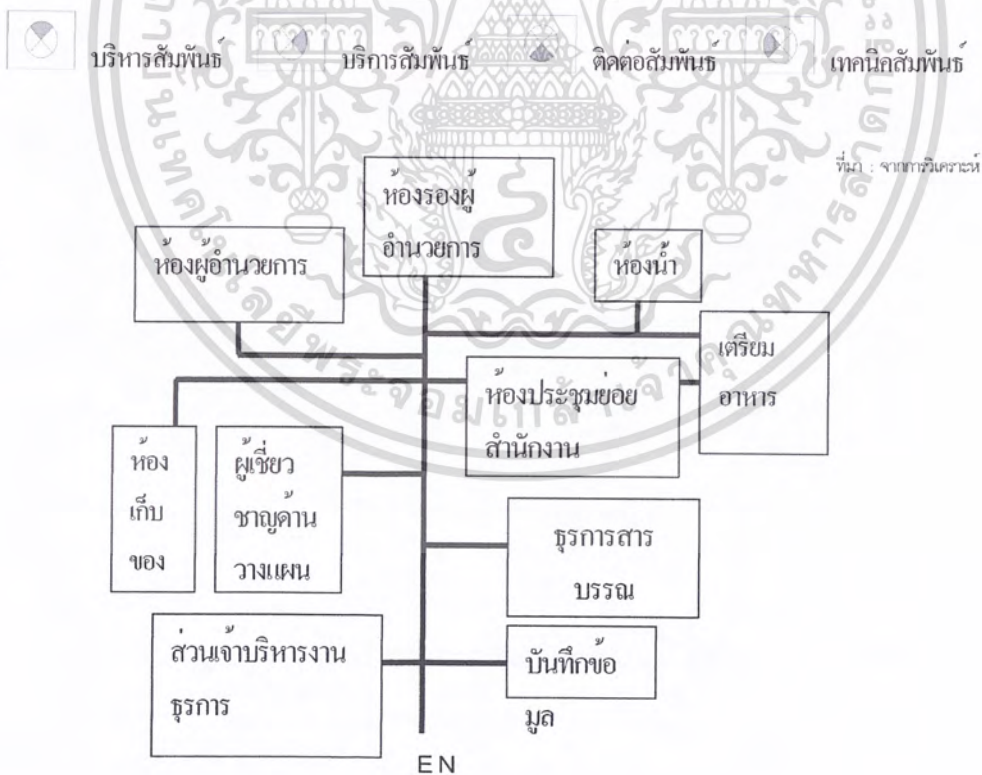 บริหารสัมพันธ์ บริการสัมพันธ์ ติดต่อสัมพันธ์ เทคนิคสัมพันธ์
ที่มา : จากการวิเคราะห์
ห้องรองผู้
อำนวยการ
ห้องผู้อำนวยการ
ห้องน้ำ
เตรียม
อาหาร
ห้องประชุมย่อย
สำนักงาน
ห้อง
เก็บ
ของ
ผู้เชี่ยว
ชาญด้าน
วางแผน
ธุรการสาร
บรรณ
ส่วนเจ้าบริหารงาน
ธุรการ
บันทึกข้อ
มูล
EN